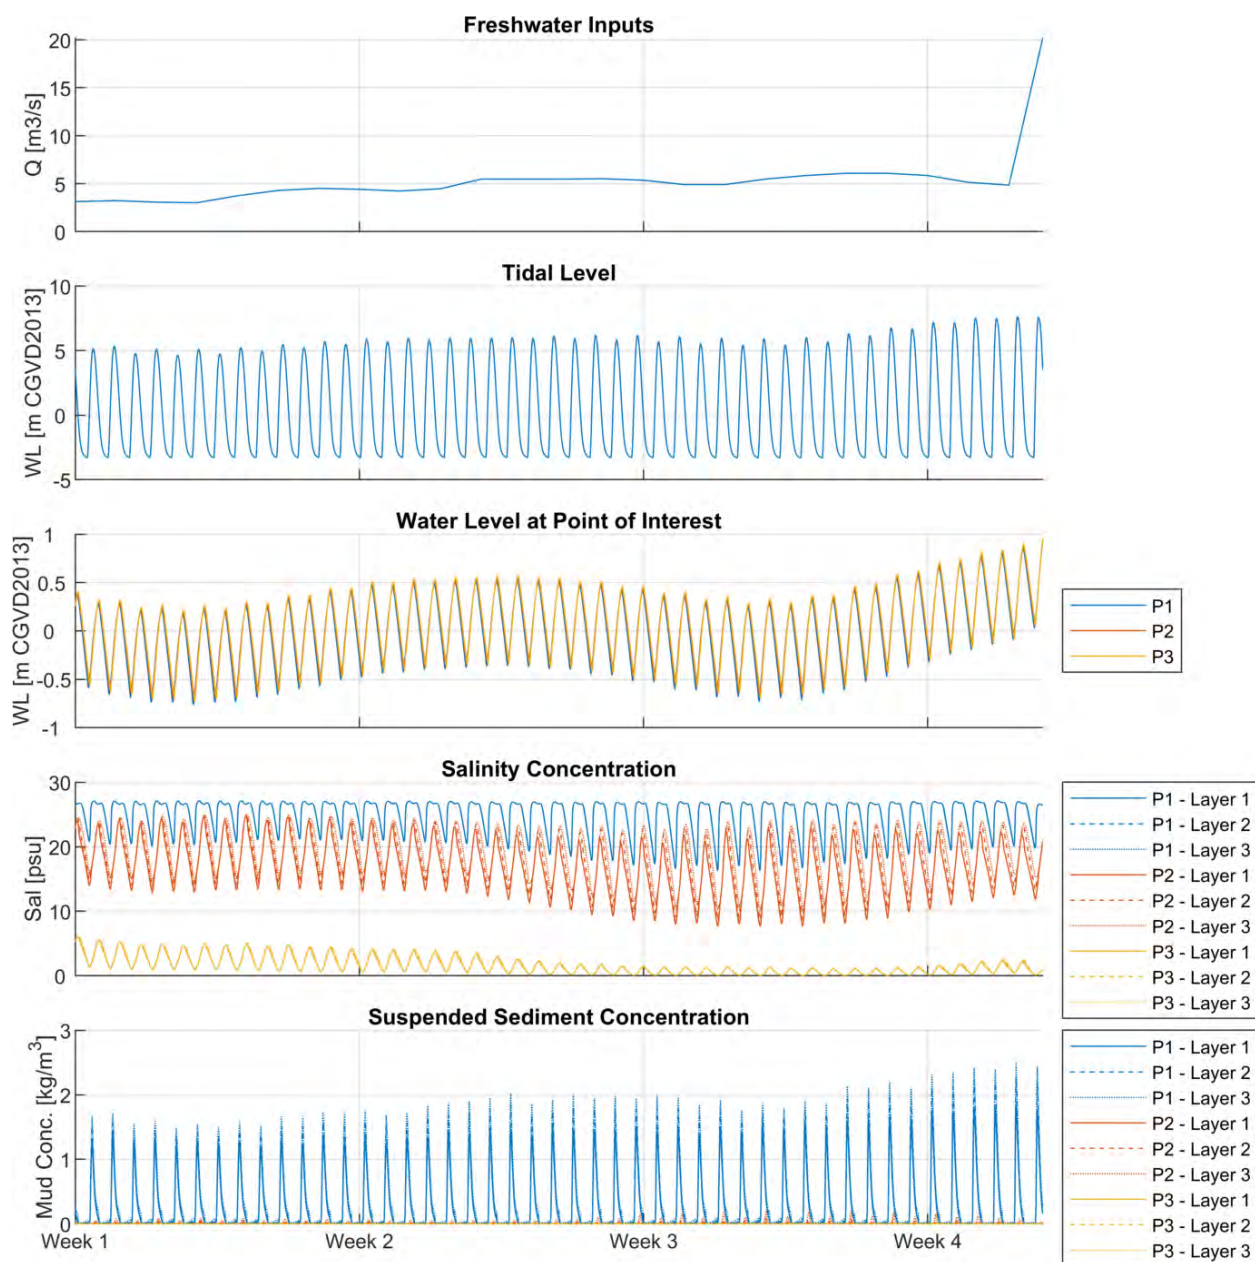 Freshwater Inputs
20
15
10
5
0
Q [m3/s]
Tidal Level
10
5
0
-5
WL [m CGVD2013]
Water Level at Point of Interest
1
0.5
0
-0.5
-1
WL [m CGVD2013]
P1
P2
P3
Salinity Concentration
30
20
10
0
Sal [psu]
P1 - Layer 1
P1 - Layer 2
P1 - Layer 3
P2 - Layer 1
P2 - Layer 2
P2 - Layer 3
P3 - Layer 1
P3 - Layer 2
P3 - Layer 3
Suspended Sediment Concentration
3
2
1
0
Mud Conc. [kg/m³]
Week 1 Week 2 Week 3 Week 4
P1 - Layer 1
P1 - Layer 2
P1 - Layer 3
P2 - Layer 1
P2 - Layer 2
P2 - Layer 3
P3 - Layer 1
P3 - Layer 2
P3 - Layer 3